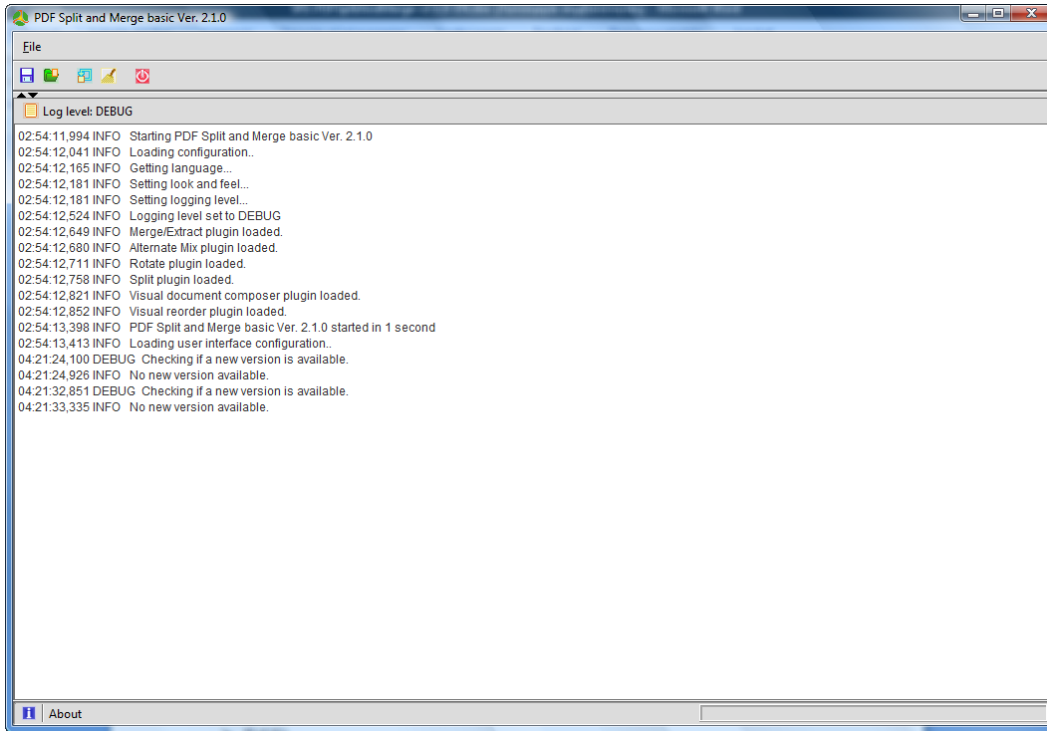 PDF Split and Merge basic Ver. 2.1.0
File
Log level: DEBUG
02:54:11,994 INFO Starting PDF Split and Merge basic Ver. 2.1.0
02:54:12,041 INFO Loading configuration..
02:54:12,165 INFO Getting language...
02:54:12,181 INFO Setting look and feel...
02:54:12,181 INFO Setting logging level...
02:54:12,524 INFO Logging level set to DEBUG
02:54:12,649 INFO Merge/Extract plugin loaded.
02:54:12,680 INFO Alternate Mix plugin loaded.
02:54:12,711 INFO Rotate plugin loaded.
02:54:12,758 INFO Split plugin loaded.
02:54:12,821 INFO Visual document composer plugin loaded.
02:54:12,852 INFO Visual reorder plugin loaded.
02:54:13,398 INFO PDF Split and Merge basic Ver. 2.1.0 started in 1 second
02:54:13,413 INFO Loading user interface configuration..
04:21:24,100 DEBUG Checking if a new version is available.
04:21:24,926 INFO No new version available.
04:21:32,851 DEBUG Checking if a new version is available.
04:21:33,335 INFO No new version available.
About